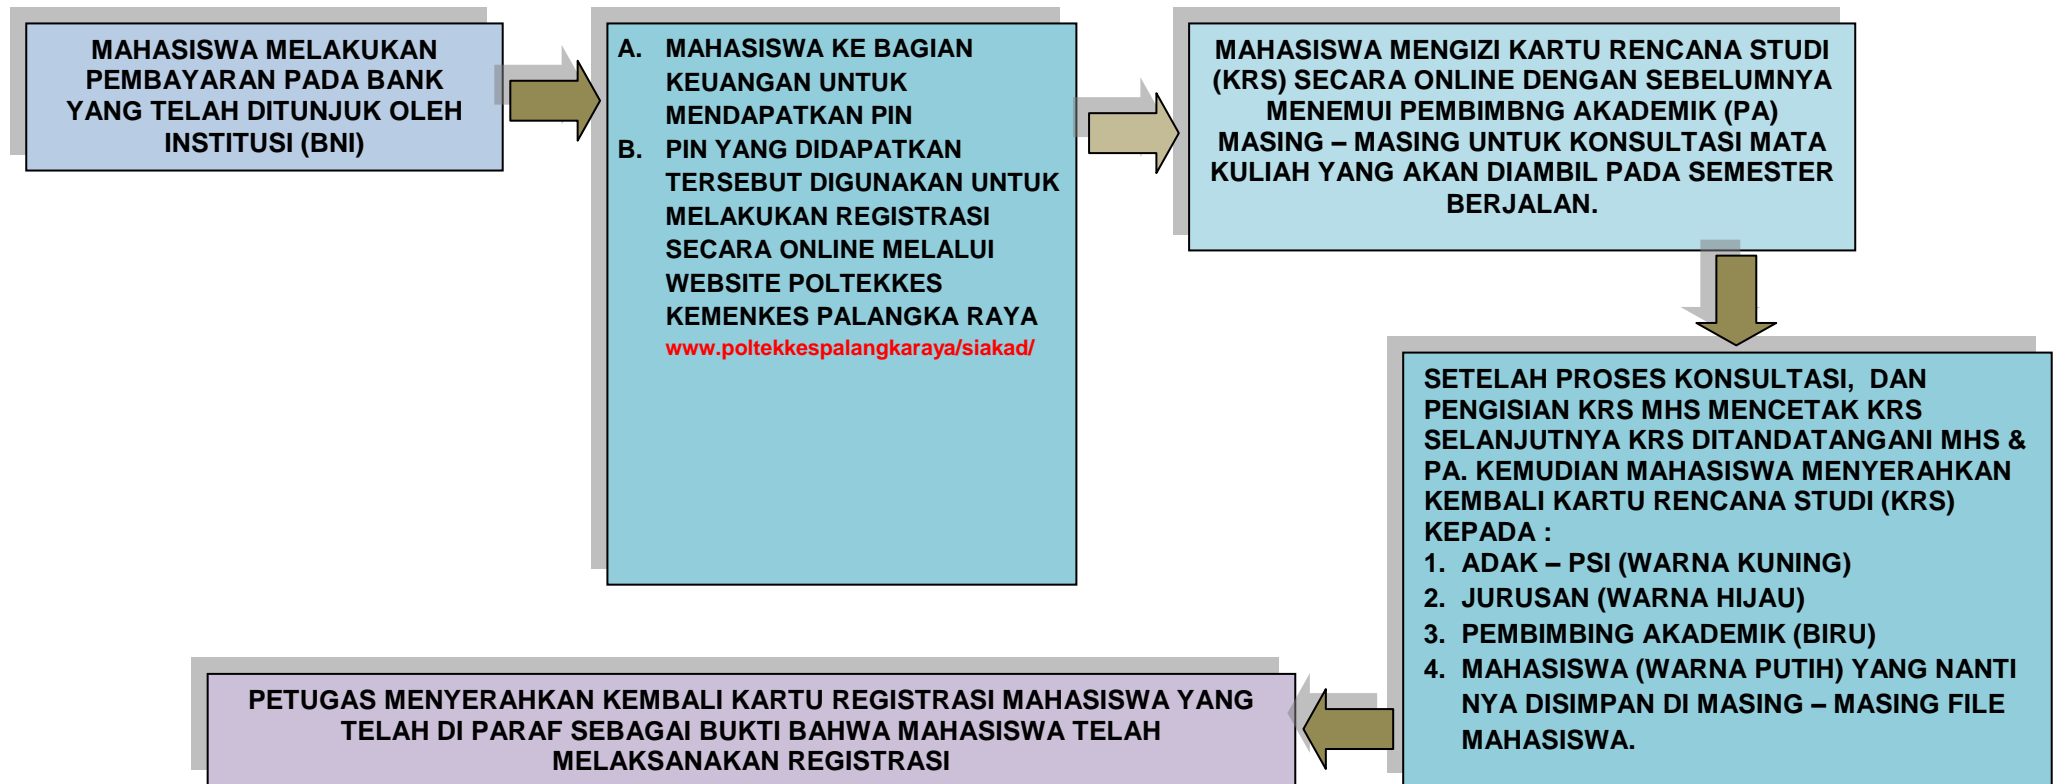 MAHASISWA MELAKUKAN
PEMBAYARAN PADA BANK
YANG TELAH DITUNJUK OLEH
INSTITUSI (BNI)
A. MAHASISWA KE BAGIAN
KEUANGAN UNTUK
MENDAPATKAN PIN
B. PIN YANG DIDAPATKAN
TERSEBUT DIGUNAKAN UNTUK
MELAKUKAN REGISTRASI
SECARA ONLINE MELALUI
WEBSITE POLTEKKES
KEMENKES PALANGKA RAYA
www.poltekkespalangkaraya/siakad/
MAHASISWA MENGIZI KARTU RENCANA STUDI
(KRS) SECARA ONLINE DENGAN SEBELUMNYA
MENEMUI PEMBIMBNG AKADEMIK (PA)
MASING – MASING UNTUK KONSULTASI MATA
KULIAH YANG AKAN DIAMBIL PADA SEMESTER
BERJALAN.
SETELAH PROSES KONSULTASI, DAN
PENGISIAN KRS MHS MENCETAK KRS
SELANJUTNYA KRS DITANDATANGANI MHS &
PA. KEMUDIAN MAHASISWA MENYERAHKAN
KEMBALI KARTU RENCANA STUDI (KRS)
KEPADA :
1. ADAK – PSI (WARNA KUNING)
2. JURUSAN (WARNA HIJAU)
3. PEMBIMBING AKADEMIK (BIRU)
4. MAHASISWA (WARNA PUTIH) YANG NANTI
NYA DISIMPAN DI MASING – MASING FILE
MAHASISWA.
PETUGAS MENYERAHKAN KEMBALI KARTU REGISTRASI MAHASISWA YANG
TELAH DI PARAF SEBAGAI BUKTI BAHWA MAHASISWA TELAH
MELAKSANAKAN REGISTRASI